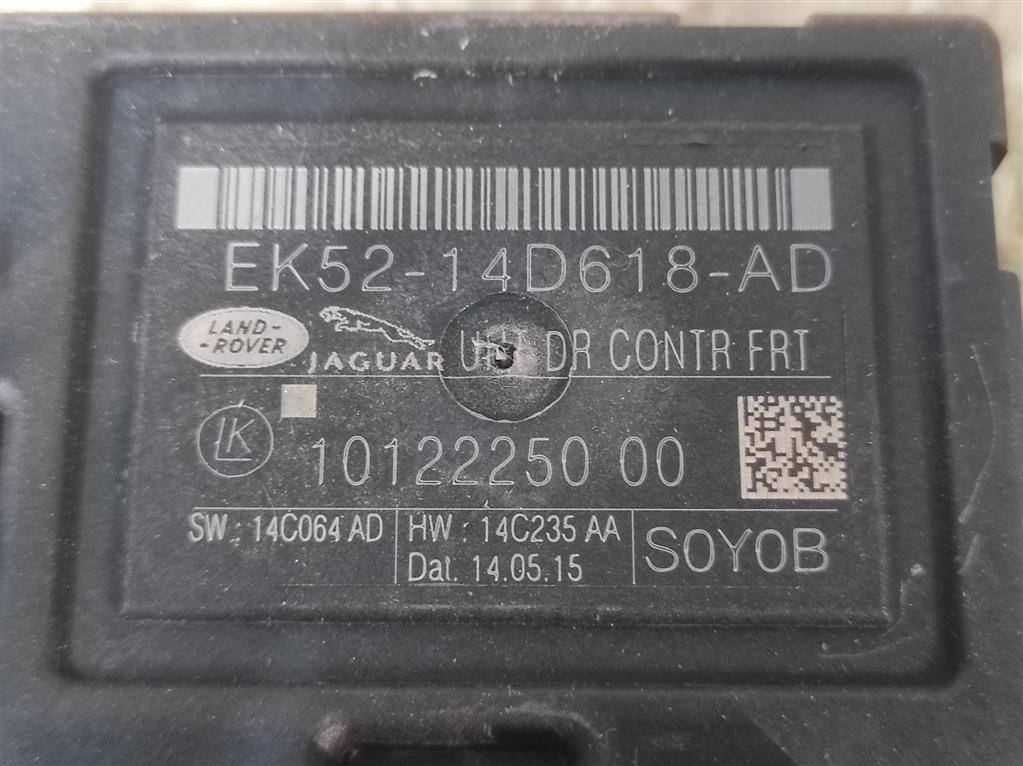 EK52-14D618-AD
LAND-
-ROVER
JAGUAR
DR CONTR FRT
LK
10122250 00
SW : 14C064 AD
HW : 14C235 AA
Dat. 14.05.15
SOYOB